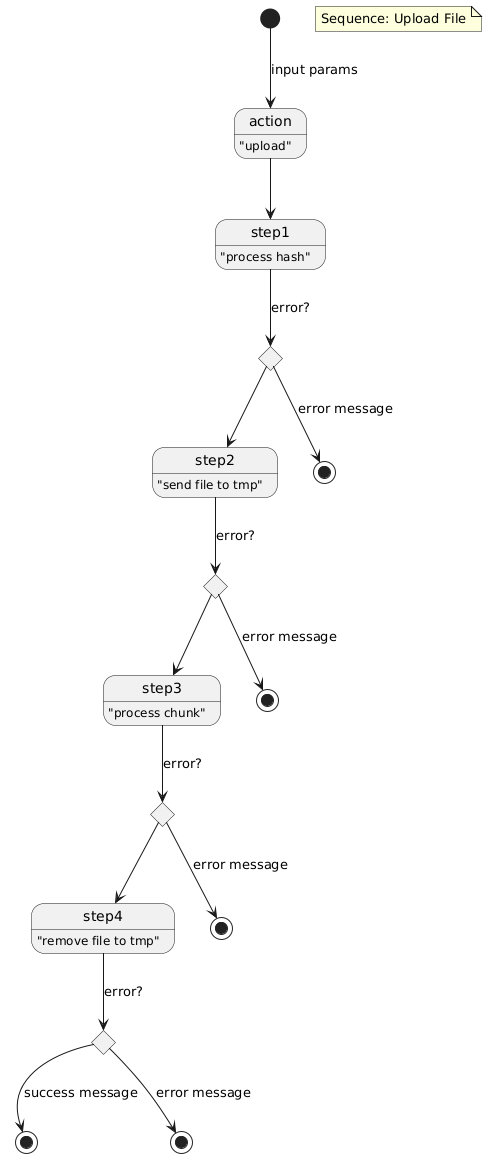 Sequence: Upload File
input params
action
"upload"
step1
"process hash"
error?
error message
step2
"send file to tmp"
error?
error message
step3
"process chunk"
error?
error message
step4
"remove file to tmp"
error?
success message
error message